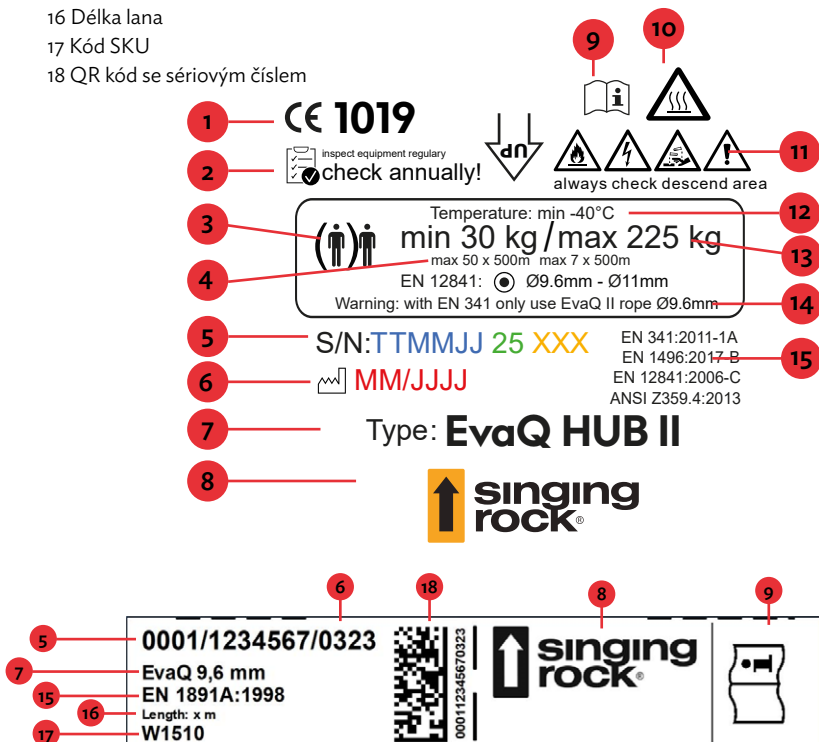 16 Délka lana
17 Kód SKU
18 QR kód se sériovým číslem
9
10
1
CE 1019
2
inspect equipment regulary
check annually!
UP
11
always check descend area
3
Temperature: min -40°C
12
min 30 kg/max 225 kg
13
4
max 50 x 500m max 7 x 500m
EN 12841: Ø9.6mm - Ø11mm
Warning: with EN 341 only use EvaQ II rope Ø9.6mm
14
5
S/N:TTMMJJ 25 XXX
EN 341:2011-1A
EN 1496:2017-B
EN 12841:2006-C
ANSI Z359.4:2013
15
6
MM/JJJJ
7
Type: EvaQ HUB II
8
singing
rock®
6
18
8
9
5
0001/1234567/0323
7
EvaQ 9,6 mm
15
EN 1891A:1998
16
Length: x m
17
W1510
000112345670323
singing
rock®